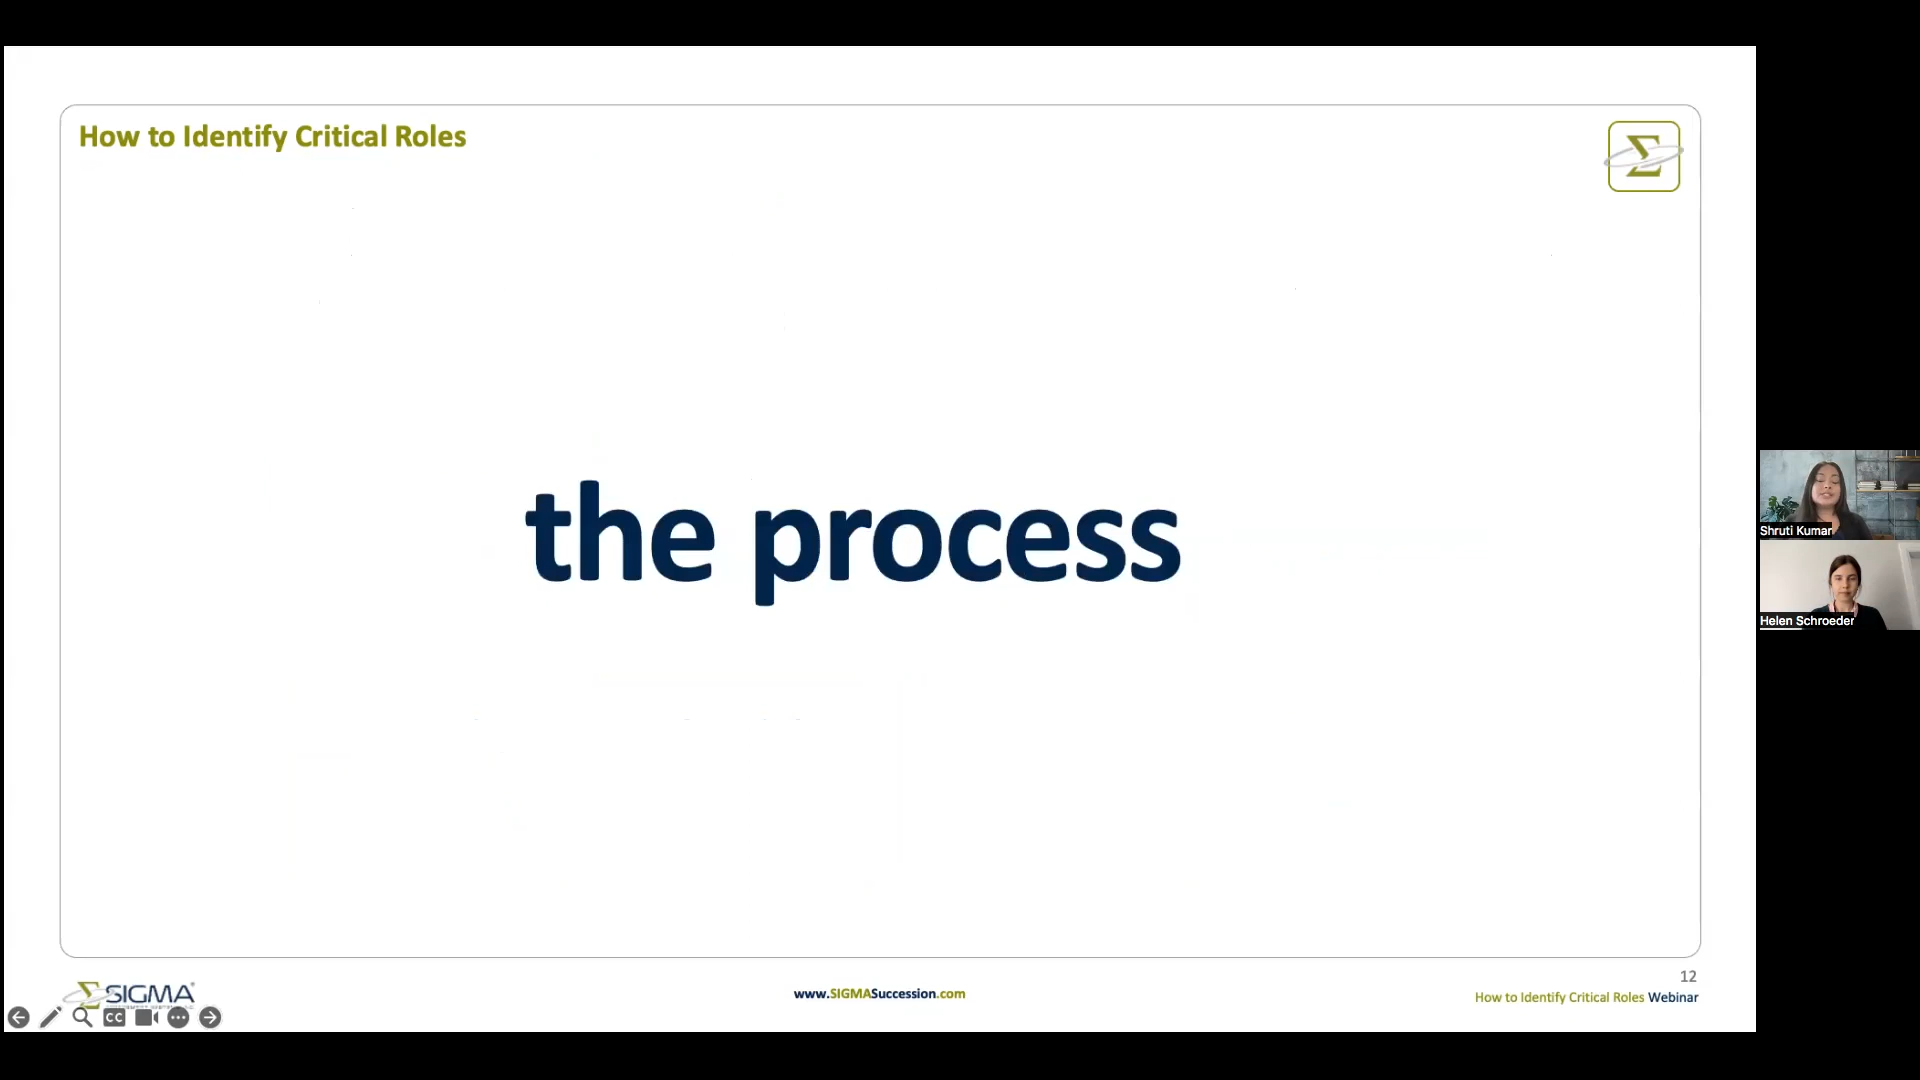 How to Identify Critical Roles
the process
Shruti Kumar
Helen Schroeder
12
SIGMA
www.SIGMASuccession.com
How to Identify Critical Roles Webinar
CC